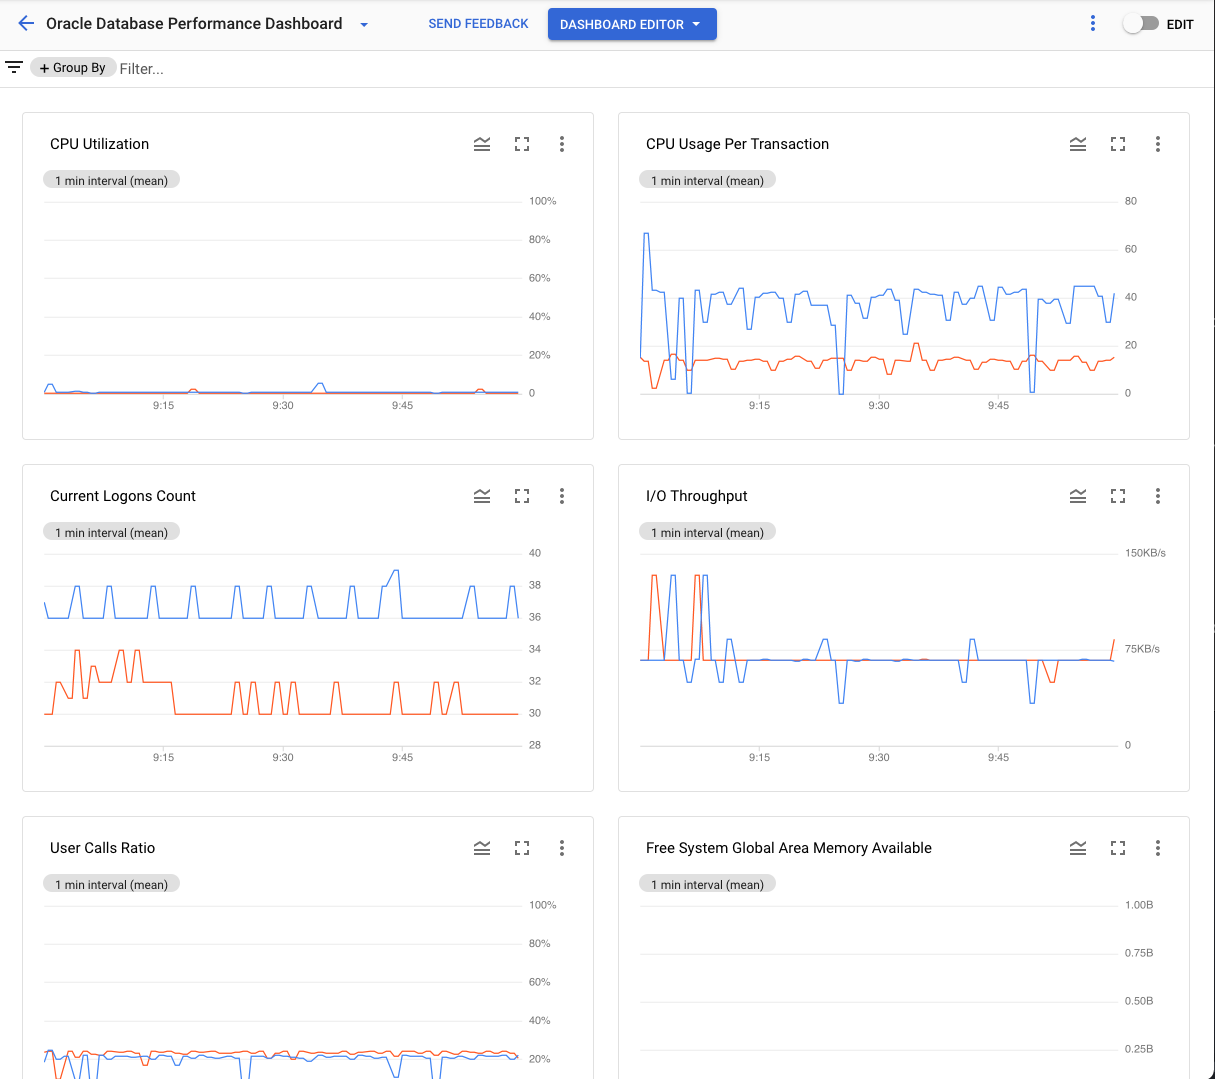 Oracle Database Performance Dashboard
SEND FEEDBACK
DASHBOARD EDITOR
EDIT
+ Group By
Filter...
CPU Utilization
1 min interval (mean)
100%
80%
60%
40%
20%
0
9:15
9:30
9:45
CPU Usage Per Transaction
1 min interval (mean)
80
60
40
20
0
9:15
9:30
9:45
Current Logons Count
1 min interval (mean)
40
38
36
34
32
30
28
9:15
9:30
9:45
I/O Throughput
1 min interval (mean)
150KB/s
75KB/s
0
9:15
9:30
9:45
User Calls Ratio
1 min interval (mean)
100%
80%
60%
40%
20%
Free System Global Area Memory Available
1 min interval (mean)
1.00B
0.75B
0.50B
0.25B